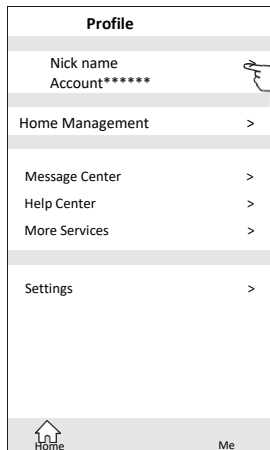 Profile
Nick name
Account******
Home Management >
Message Center >
Help Center >
More Services >
Settings >
Home Me